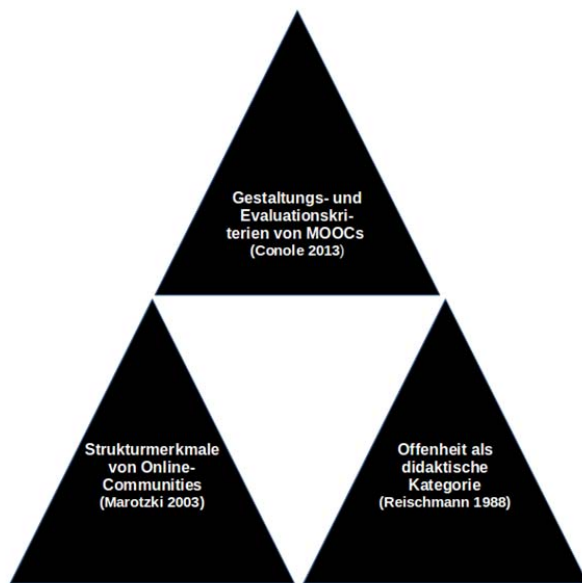 Gestaltungs- und
Evaluationskri-
terien von MOOCs
(Conole 2013)
Strukturmerkmale
von Online-
Communities
(Marotzki 2003)
Offenheit als
didaktische
Kategorie
(Reischmann 1988)